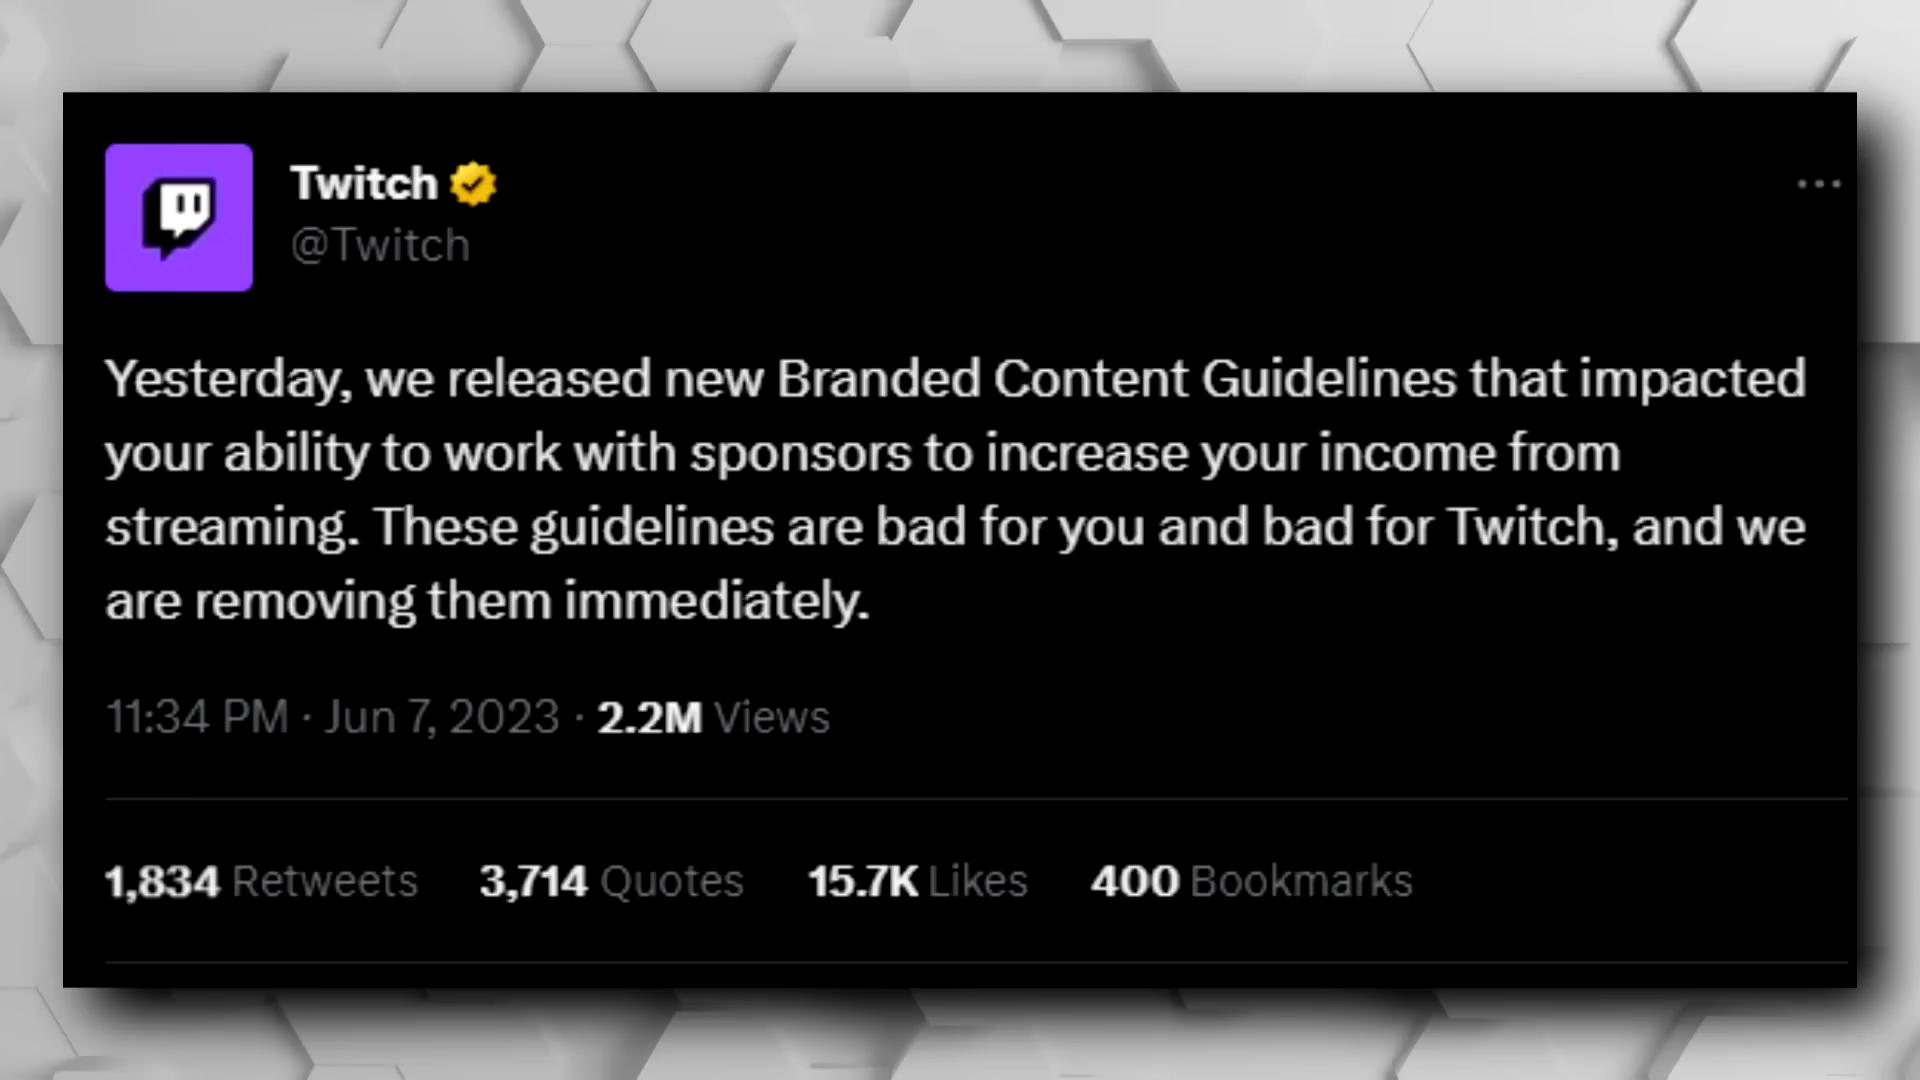 Twitch
@Twitch
Yesterday, we released new Branded Content Guidelines that impacted
your ability to work with sponsors to increase your income from
streaming. These guidelines are bad for you and bad for Twitch, and we
are removing them immediately.
11:34 PM · Jun 7, 2023 · 2.2M Views
1,834 Retweets 3,714 Quotes 15.7K Likes 400 Bookmarks